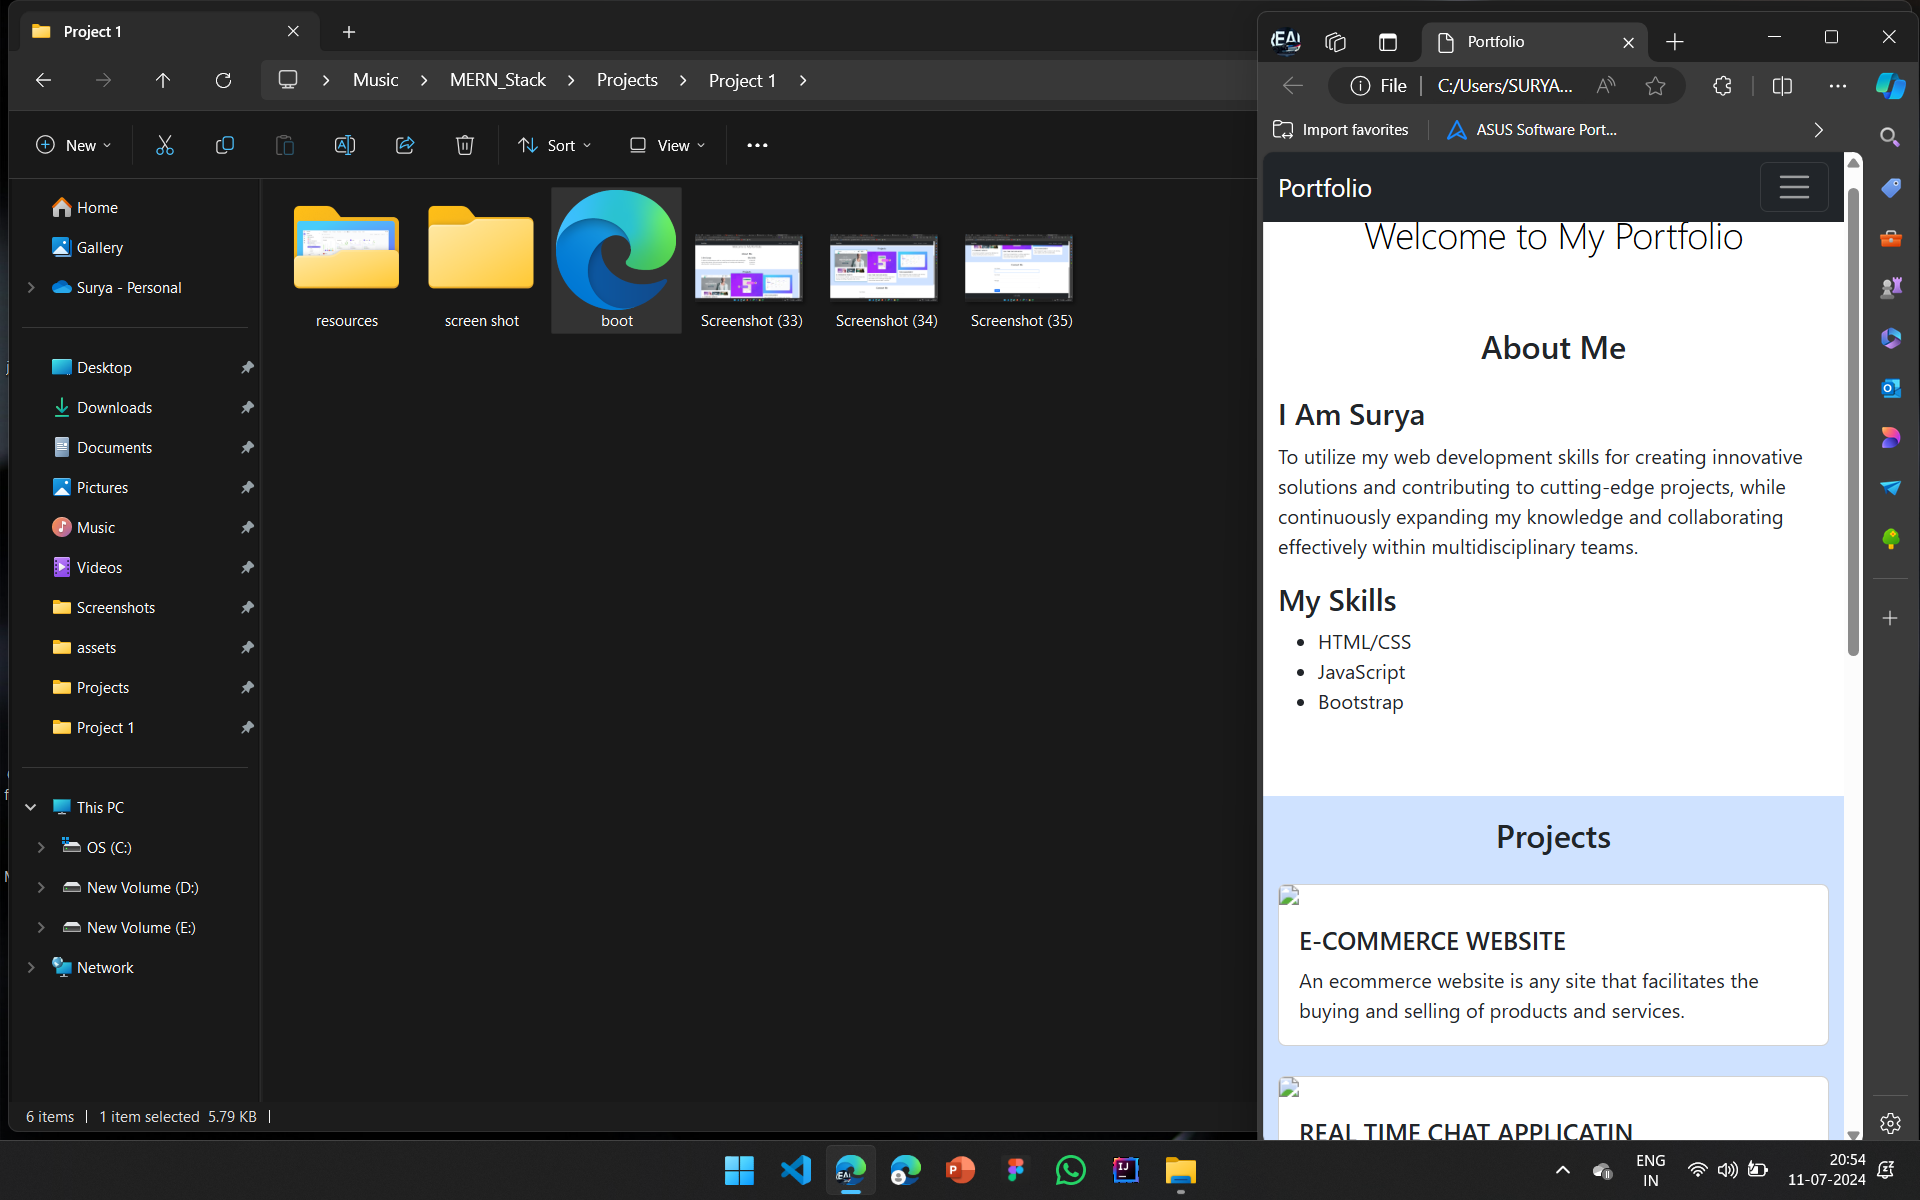 Project 1
Music
MERN_Stack
Projects
Project 1
New
Sort
View
Home
Gallery
Surya - Personal
Desktop
Downloads
Documents
Pictures
Music
Videos
Screenshots
assets
Projects
Project 1
This PC
OS (C:)
New Volume (D:)
New Volume (E:)
Network
resources
screen shot
boot
Screenshot (33)
Screenshot (34)
Screenshot (35)
6 items
1 item selected 5.79 KB
Portfolio
File
C:/Users/SURYA...
Import favorites
ASUS Software Port...
Portfolio
Welcome to My Portfolio
About Me
I Am Surya
To utilize my web development skills for creating innovative
solutions and contributing to cutting-edge projects, while
continuously expanding my knowledge and collaborating
effectively within multidisciplinary teams.
My Skills
• HTML/CSS
• JavaScript
• Bootstrap
Projects
E-COMMERCE WEBSITE
An ecommerce website is any site that facilitates the
buying and selling of products and services.
REAL TIME CHAT APPLICATIN
ENG
IN
20:54
11-07-2024